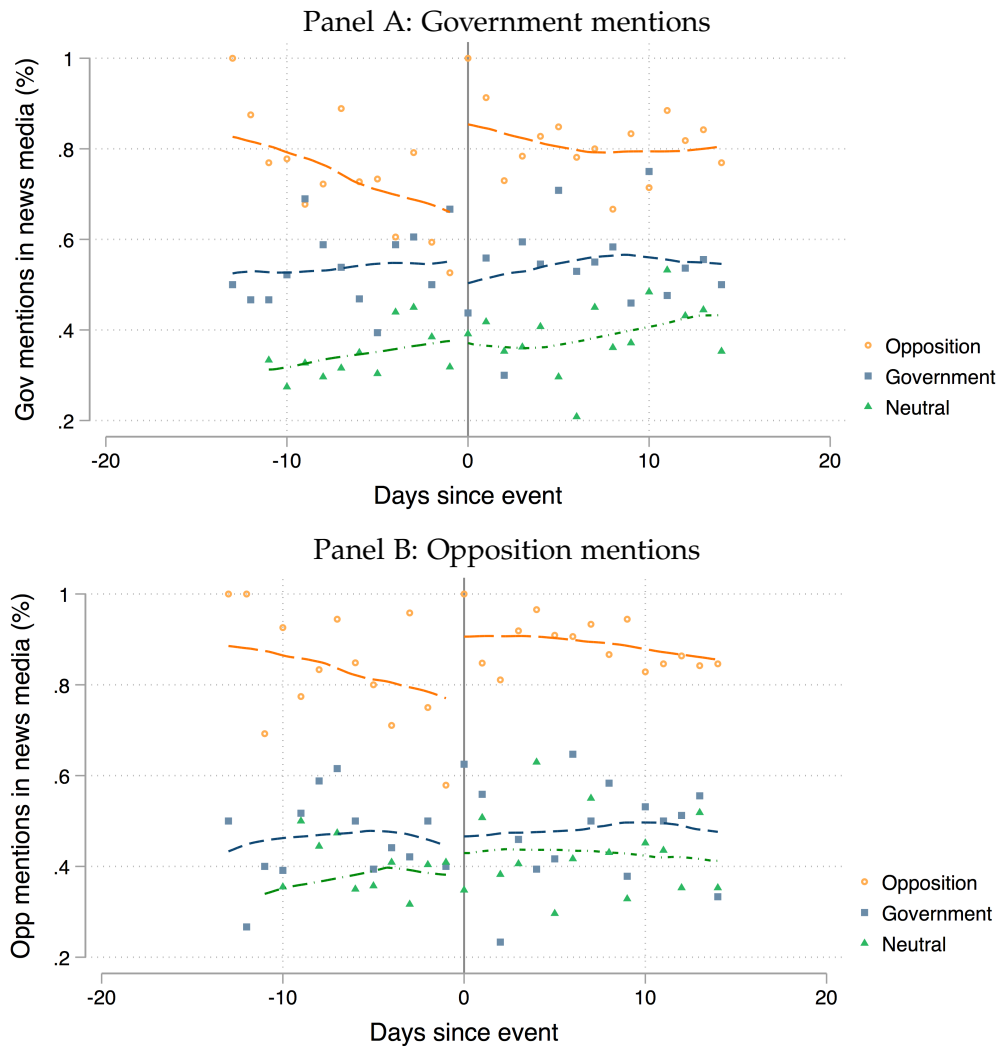 Panel A: Government mentions
Gov mentions in news media (%)
1
.8
.6
.4
.2
-20
-10
0
10
20
Days since event
Opposition
Government
Neutral
Panel B: Opposition mentions
Opp mentions in news media (%)
1
.8
.6
.4
.2
-20
-10
0
10
20
Days since event
Opposition
Government
Neutral